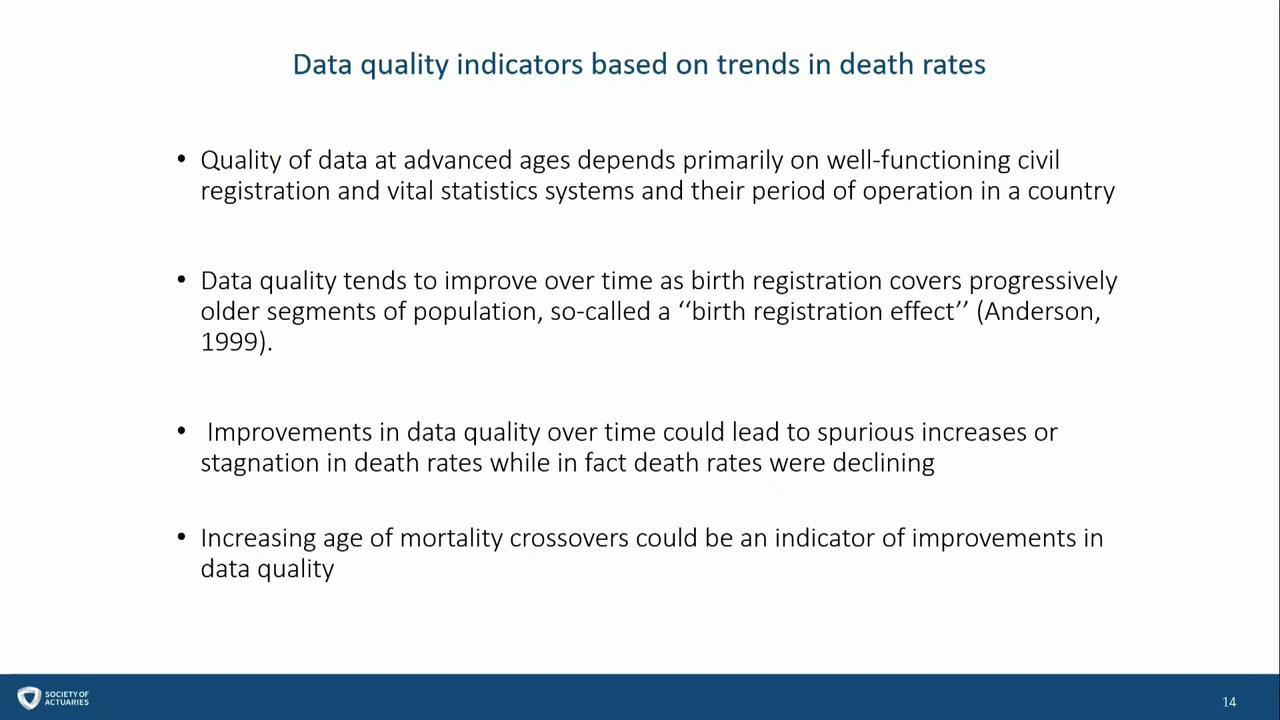 Data quality indicators based on trends in death rates
• Quality of data at advanced ages depends primarily on well-functioning civil
registration and vital statistics systems and their period of operation in a country
• Data quality tends to improve over time as birth registration covers progressively
older segments of population, so-called a ‘‘birth registration effect’’ (Anderson,
1999).
• Improvements in data quality over time could lead to spurious increases or
stagnation in death rates while in fact death rates were declining
• Increasing age of mortality crossovers could be an indicator of improvements in
data quality
SOCIETY OF
ACTUARIES
14